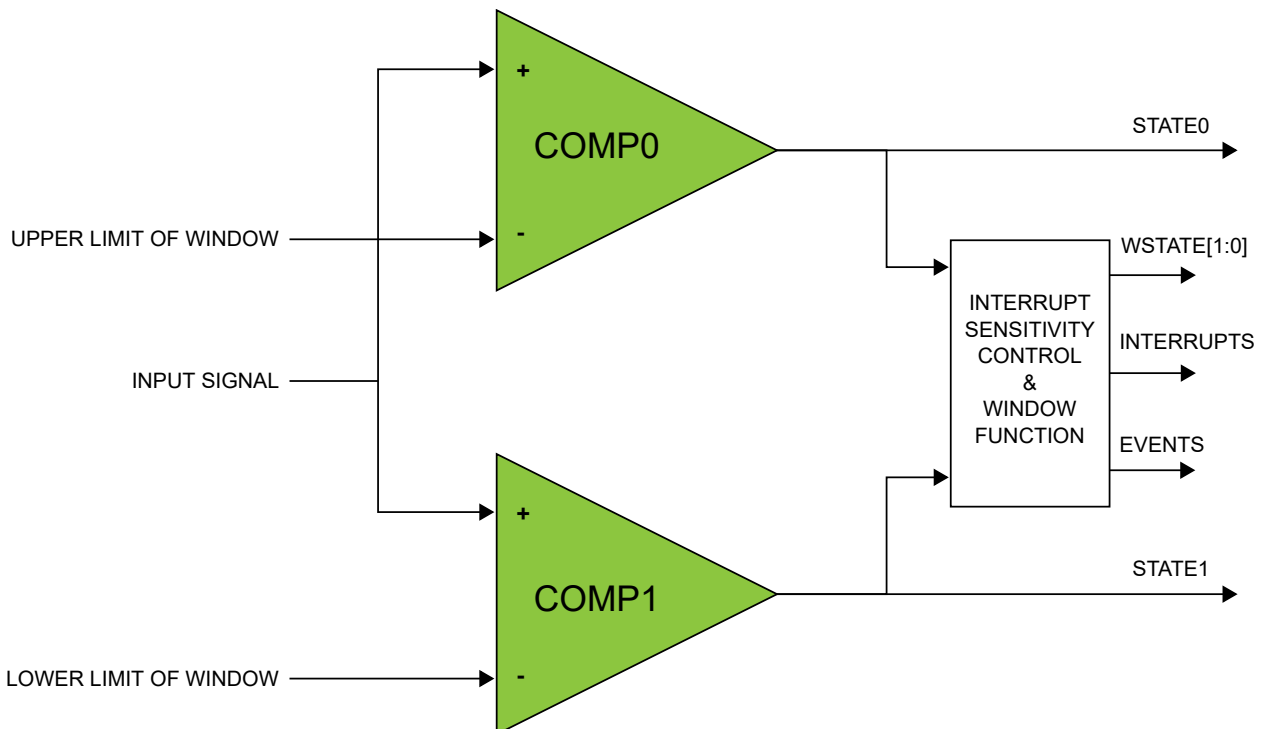 +
COMP0
-
STATE0
UPPER LIMIT OF WINDOW
WSTATE[1:0]
INTERRUPT
SENSITIVITY
CONTROL
&
WINDOW
FUNCTION
INTERRUPTS
INPUT SIGNAL
EVENTS
+
COMP1
-
STATE1
LOWER LIMIT OF WINDOW